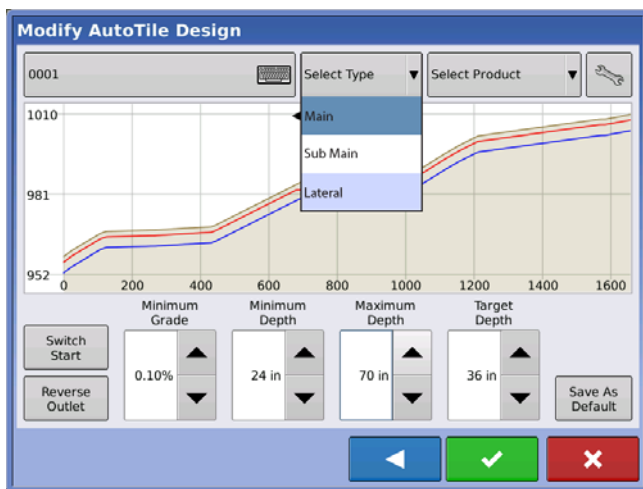 Modify AutoTile Design
0001
Select Type
Select Product
Main
Sub Main
Lateral
1010
981
952
0 200 400 600 800 1000 1200 1400 1600
Minimum
Grade
Minimum
Depth
Maximum
Depth
Target
Depth
Switch
Start
Reverse
Outlet
0.10%
24 in
70 in
36 in
Save As
Default